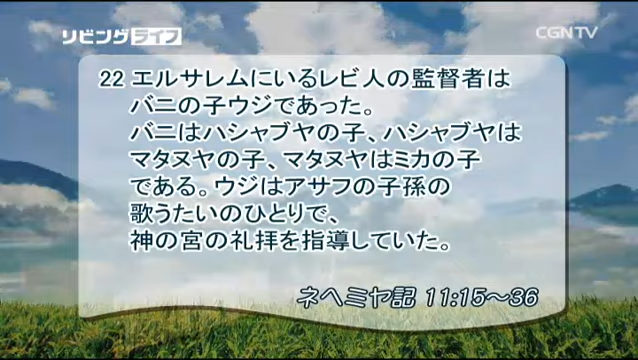 リビングライフ
CGNTV
22 エルサレムにいるレビ人の監督者は
バニの子ウジであった。
バニはハシャブヤの子、ハシャブヤは
マタヌヤの子、マタヌヤはミカの子
である。ウジはアサフの子孫の
歌うたいのひとりで、
神の宮の礼拝を指導していた。
ネヘミヤ記 11:15～36